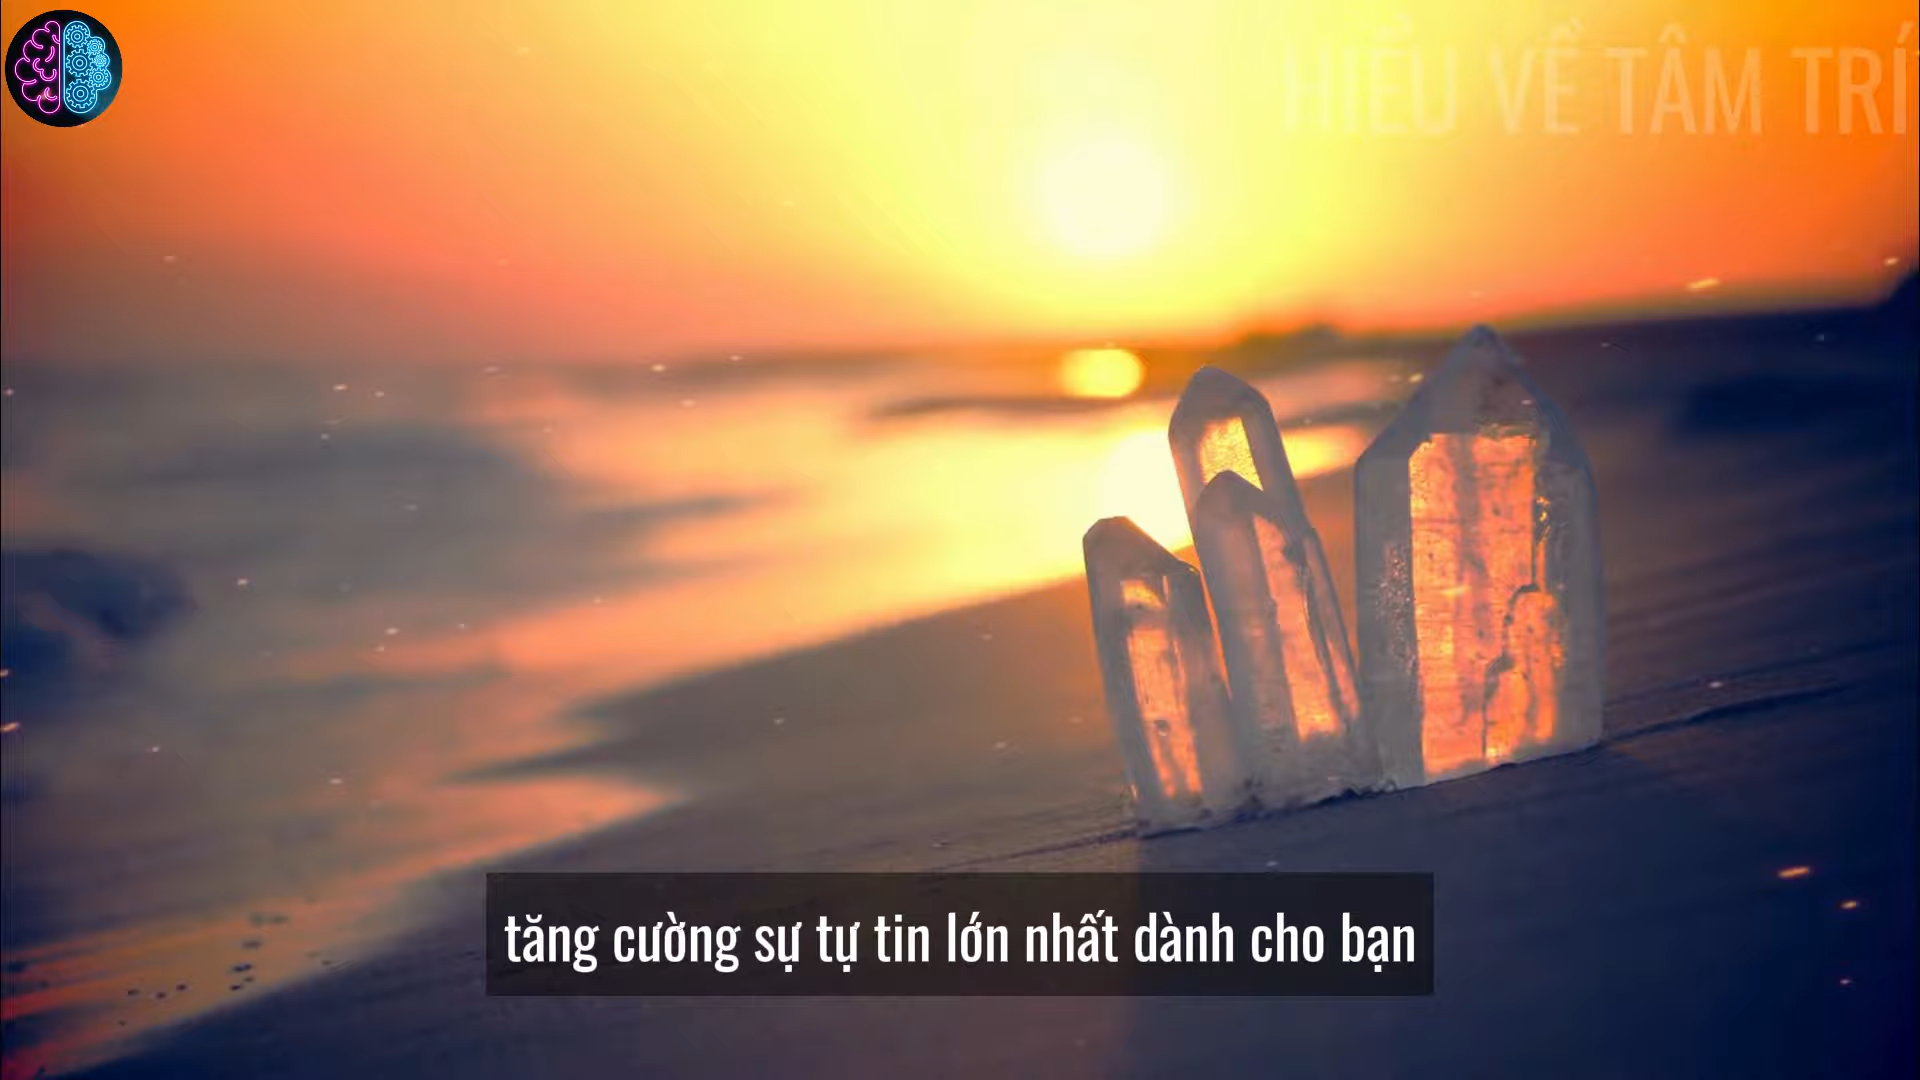 HIỂU VỀ TÂM TRÍ
tăng cường sự tự tin lớn nhất dành cho bạn